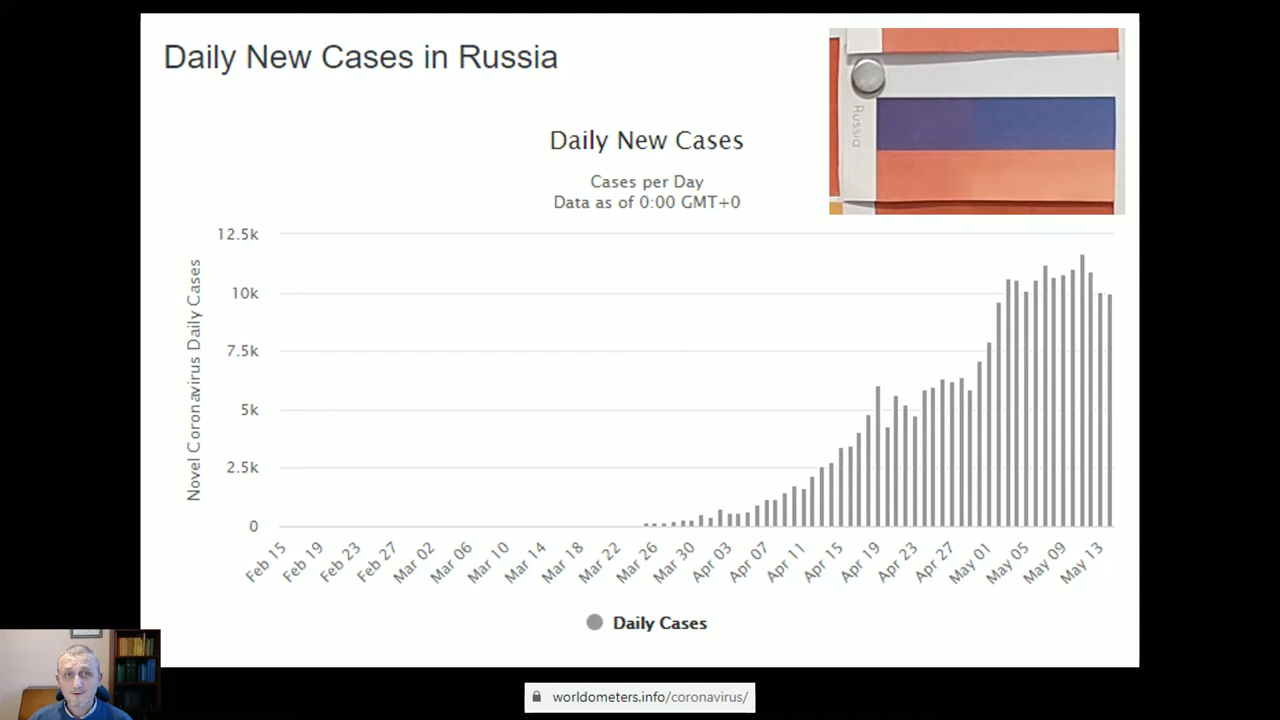 Daily New Cases in Russia
Russia
Daily New Cases
Cases per Day
Data as of 0:00 GMT+0
12.5k
10k
7.5k
5k
2.5k
0
Novel Coronavirus Daily Cases
Feb 15
Feb 19
Feb 23
Feb 27
Mar 02
Mar 06
Mar 10
Mar 14
Mar 18
Mar 22
Mar 26
Mar 30
Apr 03
Apr 07
Apr 11
Apr 15
Apr 19
Apr 23
Apr 27
May 01
May 05
May 09
May 13
Daily Cases
worldometers.info/coronavirus/